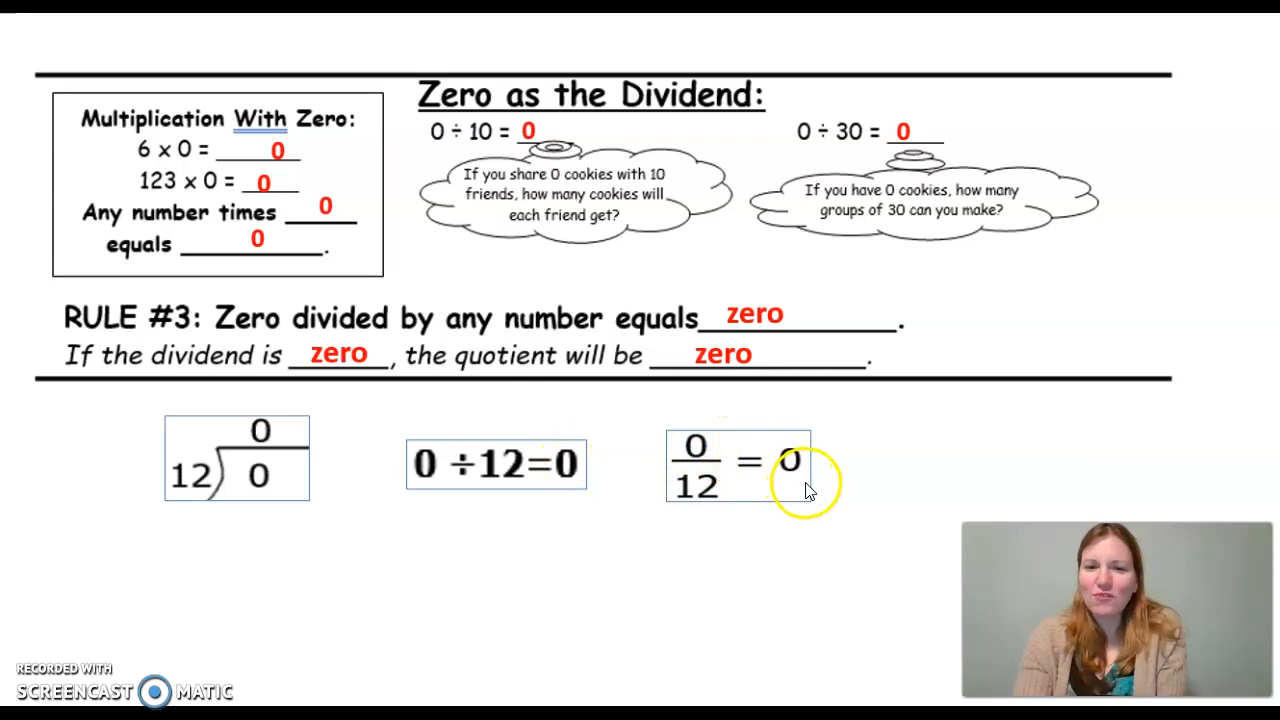 Multiplication With Zero:
6 x 0 = ________ 0
123 x 0 = ____ 0
Any number times ______ 0
equals ____________. 0
Zero as the Dividend:
0 ÷ 10 = 0
If you share 0 cookies with 10
friends, how many cookies will
each friend get?
0 ÷ 30 = 0
If you have 0 cookies, how many
groups of 30 can you make?
RULE #3: Zero divided by any number equals zero.
If the dividend is zero, the quotient will be zero.
0
12) 0
0 ÷12=0
0
12
= 0
RECORDED WITH
SCREENCAST MATIC